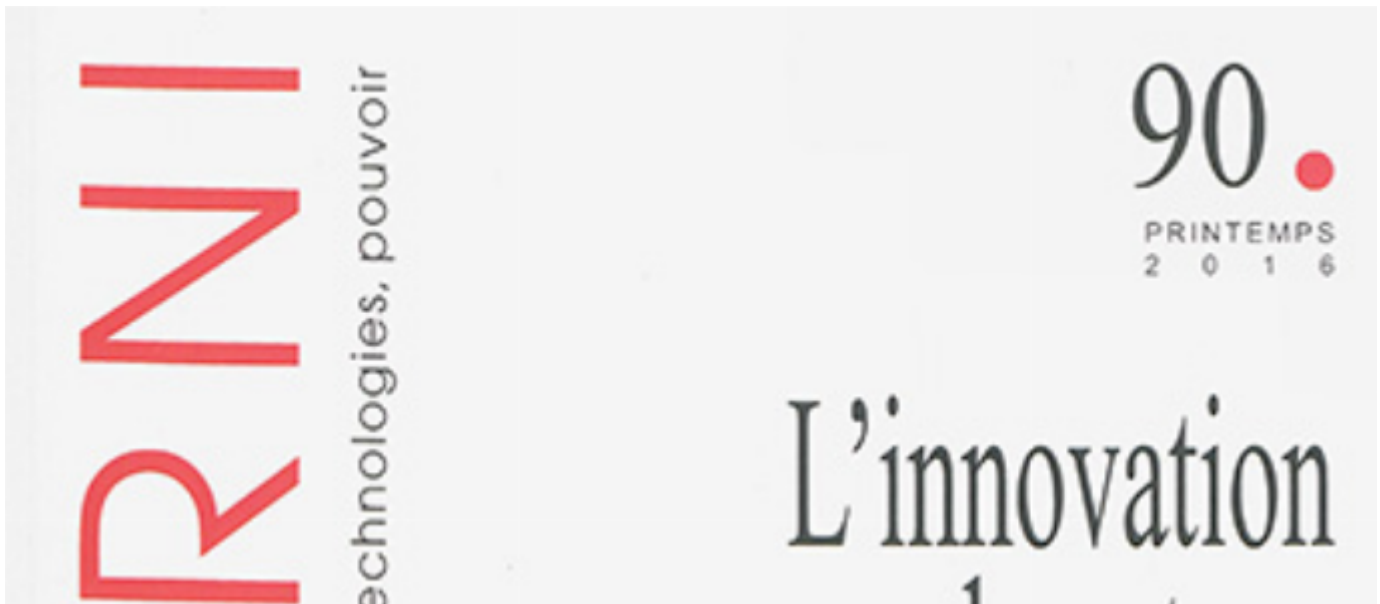 RNI
echnologies, pouvoir
90.
PRINTEMPS
2016
L'innovation